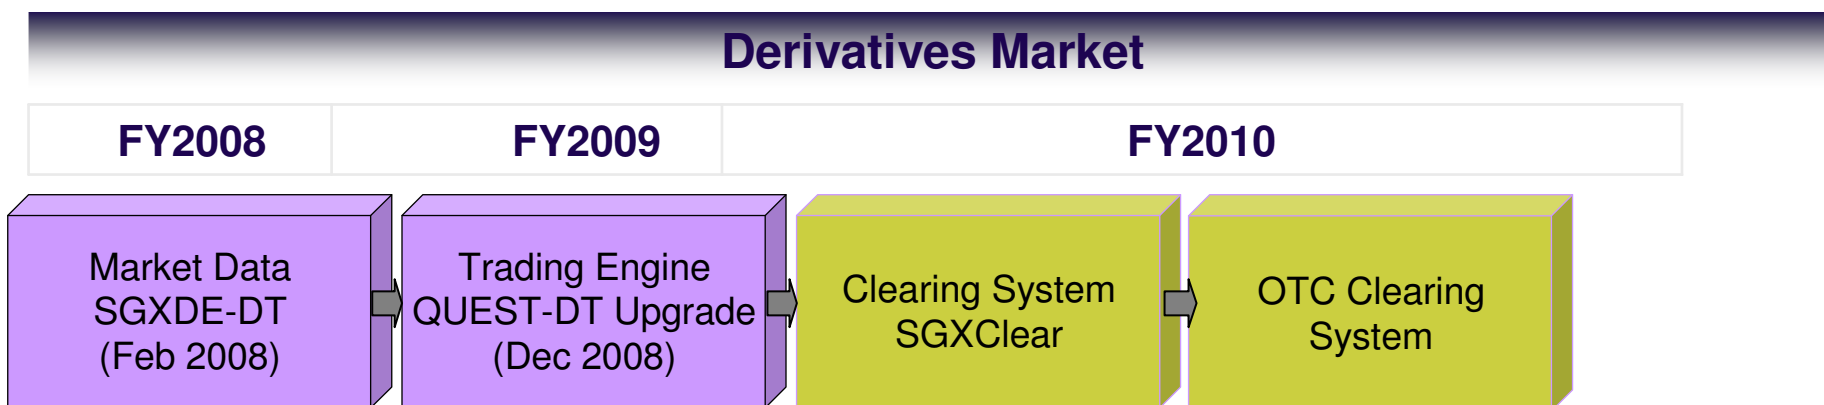 Derivatives Market
FY2008
FY2009
FY2010
Market Data
SGXDE-DT
(Feb 2008)
Trading Engine
QUEST-DT Upgrade
(Dec 2008)
Clearing System
SGXClear
OTC Clearing
System